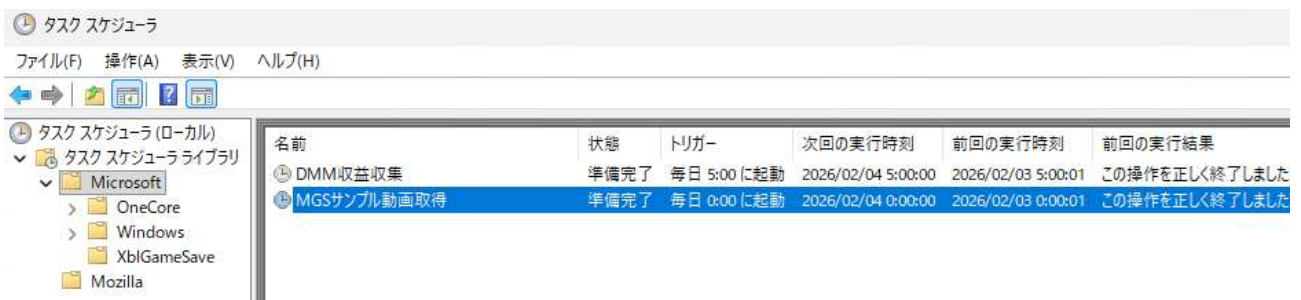 タスク スケジューラ
ファイル(F) 操作(A) 表示(V) ヘルプ(H)
タスク スケジューラ (ローカル)
タスク スケジューラ ライブラリ
Microsoft
OneCore
Windows
XblGameSave
Mozilla
名前 状態 トリガー 次回の実行時刻 前回の実行時刻 前回の実行結果
DMM収益収集 準備完了 毎日 5:00 に起動 2026/02/04 5:00:00 2026/02/03 5:00:01 この操作を正しく終了しました
MGSサンプル動画取得 準備完了 毎日 0:00 に起動 2026/02/04 0:00:00 2026/02/03 0:00:01 この操作を正しく終了しました